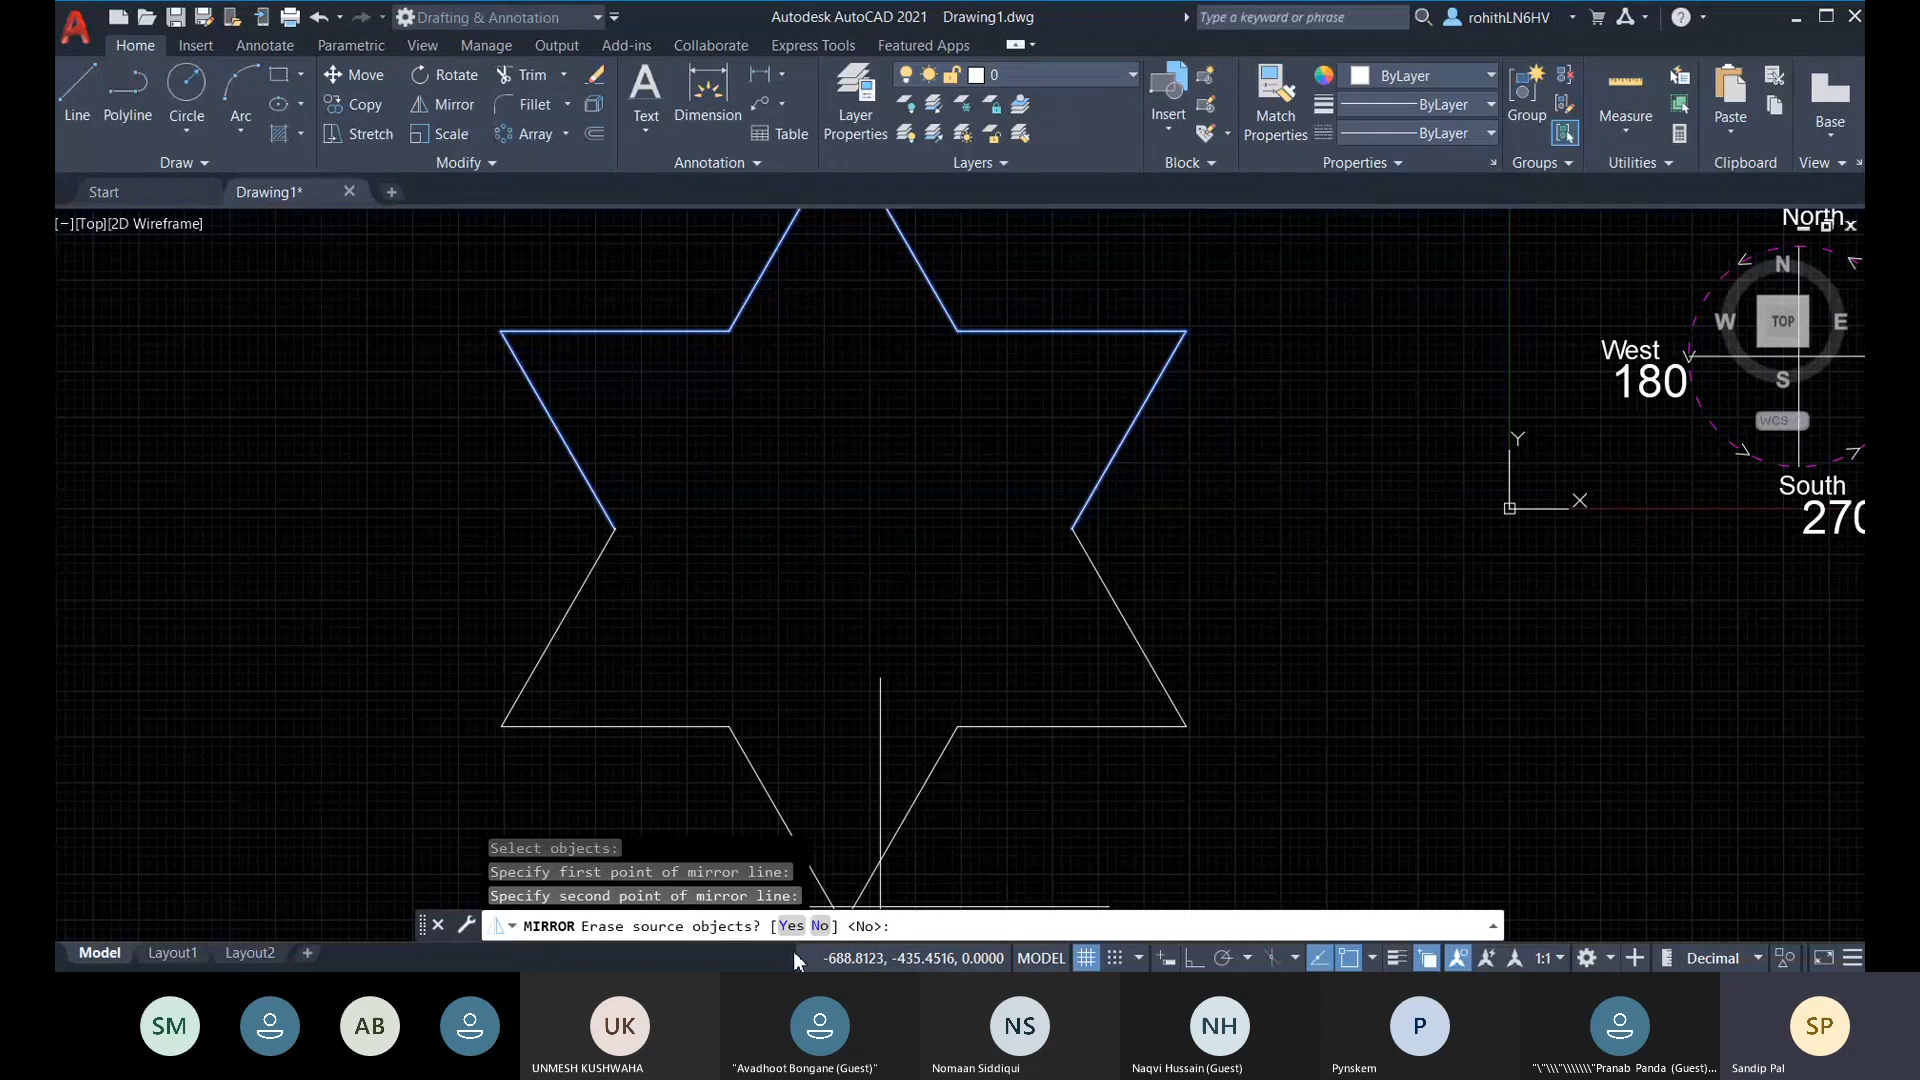 Drafting & Annotation
Autodesk AutoCAD 2021 Drawing1.dwg
Type a keyword or phrase
rohithLN6HV
Home Insert Annotate Parametric View Manage Output Add-ins Collaborate Express Tools Featured Apps
Line Polyline Circle Arc
Move Rotate Trim
Copy Mirror Fillet
Stretch Scale Array
Text Dimension Table
Layer Properties
0
Insert
Match Properties
ByLayer
ByLayer
ByLayer
Group
Measure
Paste
Base
Draw Modify Annotation Layers Block Properties Groups Utilities Clipboard View
Start Drawing1*
[−][Top][2D Wireframe]
North
N
W TOP E
S
WCS
West
180
South
270
Y
X
Select objects:
Specify first point of mirror line:
Specify second point of mirror line:
MIRROR Erase source objects? [Yes No] <No>:
Model Layout1 Layout2
-688.8123, -435.4516, 0.0000 MODEL 1:1 Decimal
SM AB UK NS NH P SP
UNMESH KUSHWAHA
"Avadhoot Bongane (Guest)"
Nomaan Siddiqui
Naqvi Hussain (Guest)
Pynskem
"\"\\\"\\\\\\\"Pranab Panda (Guest)...
Sandip Pal